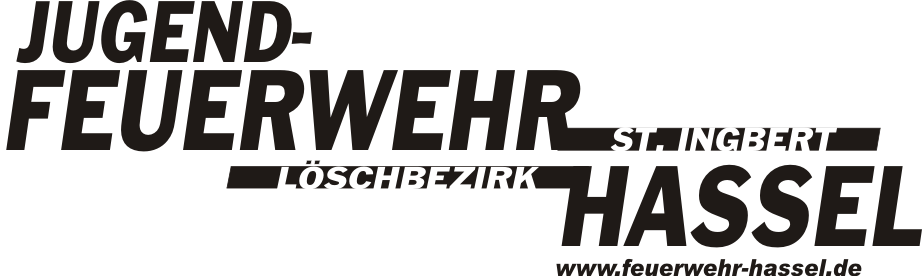 JUGEND-
FEUERWEHR
ST. INGBERT
LÖSCHBEZIRK
HASSEL
www.feuerwehr-hassel.de